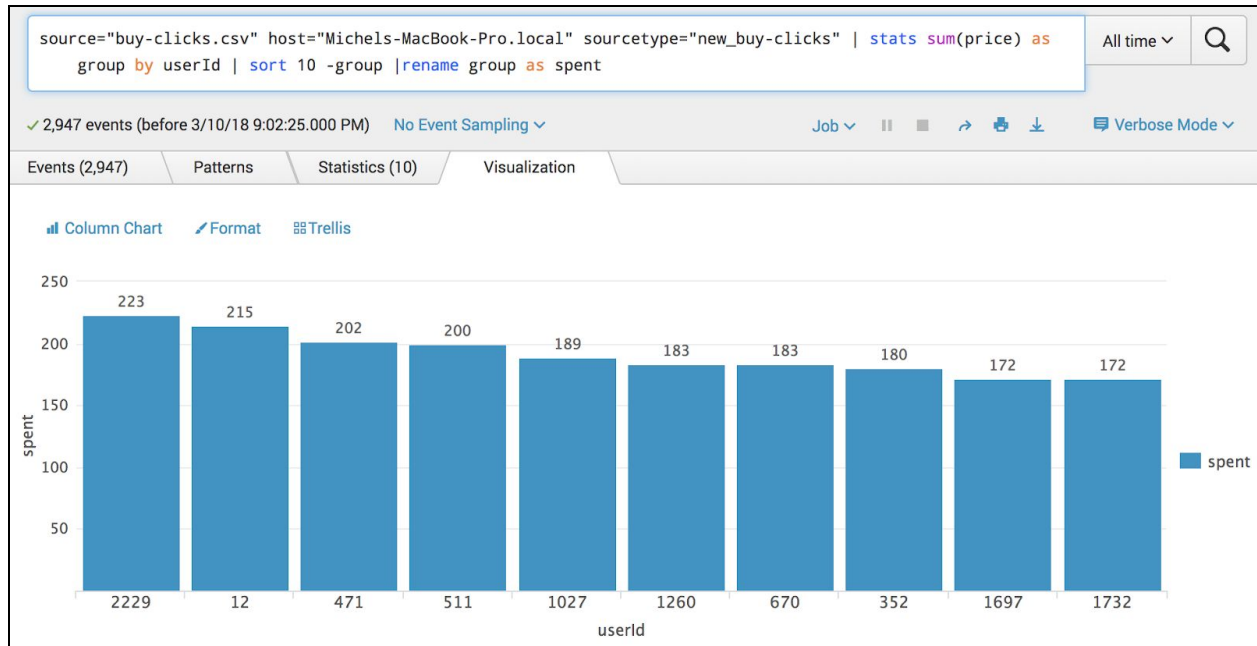 source="buy-clicks.csv" host="Michels-MacBook-Pro.local" sourcetype="new_buy-clicks" | stats sum(price) as
group by userId | sort 10 -group |rename group as spent
All time
2,947 events (before 3/10/18 9:02:25.000 PM) No Event Sampling Job Verbose Mode
Events (2,947) Patterns Statistics (10) Visualization
Column Chart Format Trellis
250
223 215 202 200 189 183 183 180 172 172
200
150
100
50
spent
spent
2229 12 471 511 1027 1260 670 352 1697 1732
userId